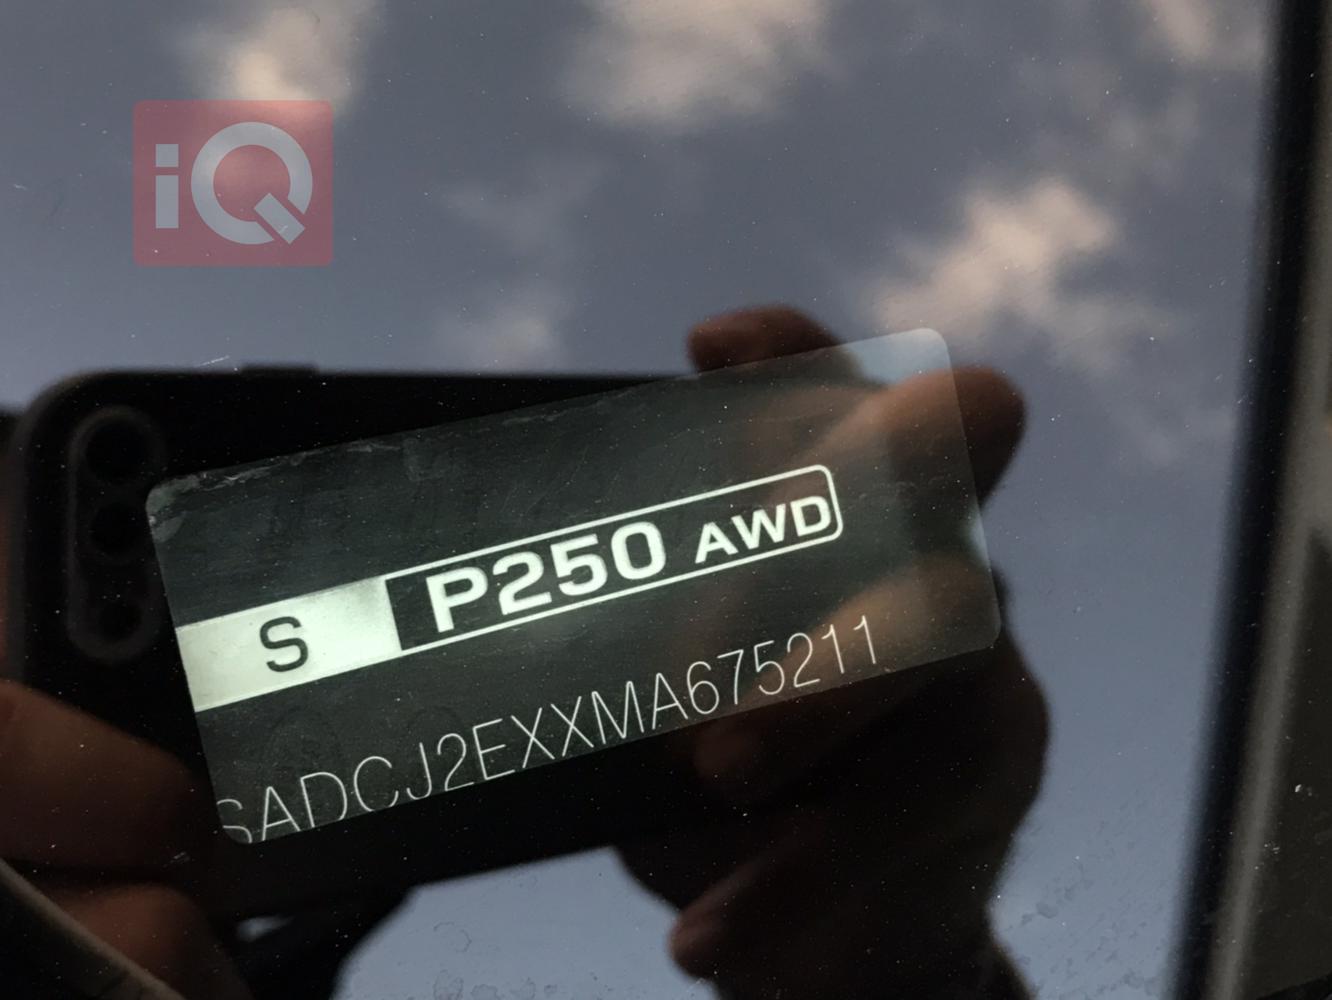 iQ
S P250 AWD
SADCJ2EXXMA675211